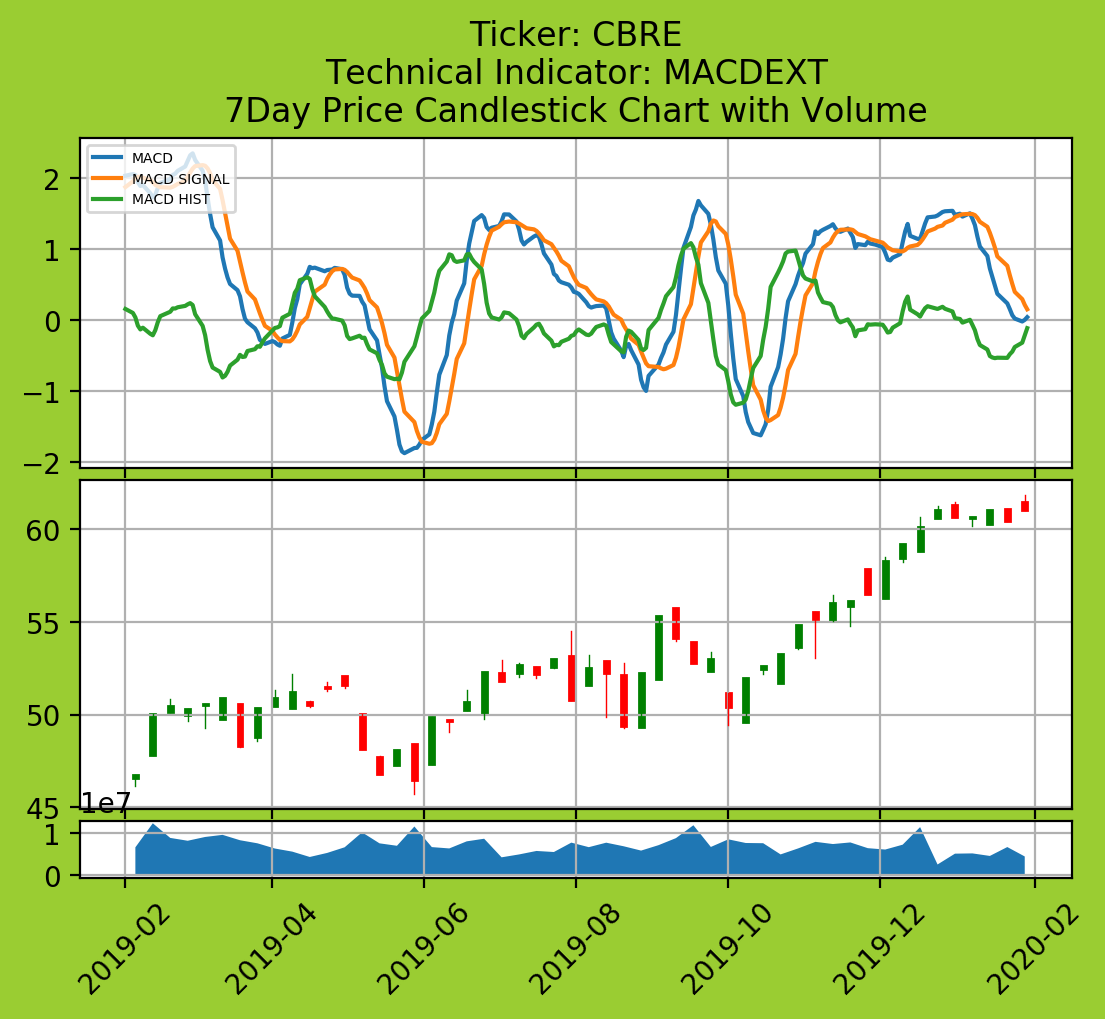 Ticker: CBRE
Technical Indicator: MACDEXT
7Day Price Candlestick Chart with Volume
MACD
MACD SIGNAL
MACD HIST
2
1
0
−1
−2
60
55
50
45
1e7
1
0
2019-02
2019-04
2019-06
2019-08
2019-10
2019-12
2020-02